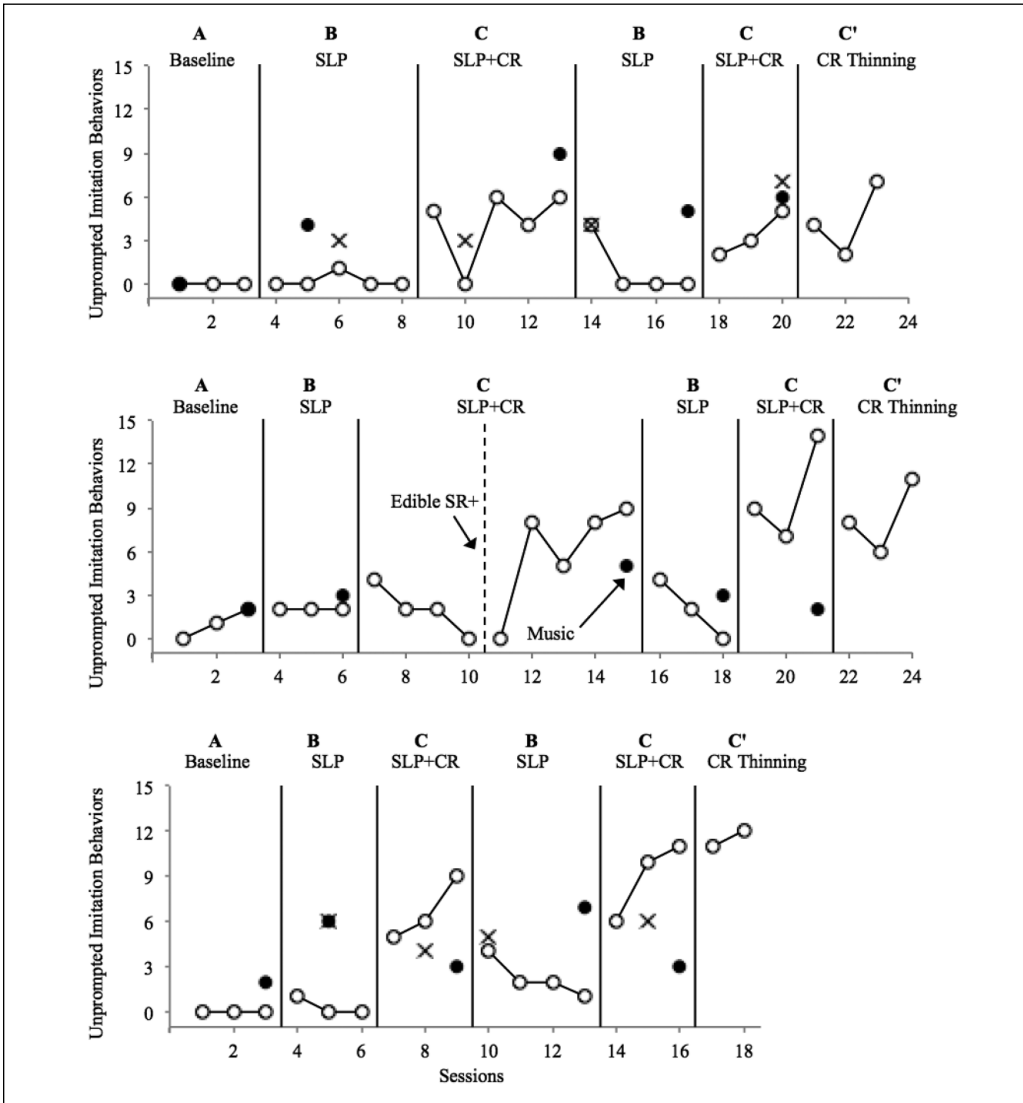 A B C B C C'
Baseline SLP SLP+CR SLP SLP+CR CR Thinning
Unprompted Imitation Behaviors
15
12
9
6
3
0
2 4 6 8 10 12 14 16 18 20 22 24
A B C B C C'
Baseline SLP SLP+CR SLP SLP+CR CR Thinning
Unprompted Imitation Behaviors
15
12
9
6
3
0
Edible SR+
Music
2 4 6 8 10 12 14 16 18 20 22 24
A B C B C C'
Baseline SLP SLP+CR SLP SLP+CR CR Thinning
Unprompted Imitation Behaviors
15
12
9
6
3
0
2 4 6 8 10 12 14 16 18
Sessions